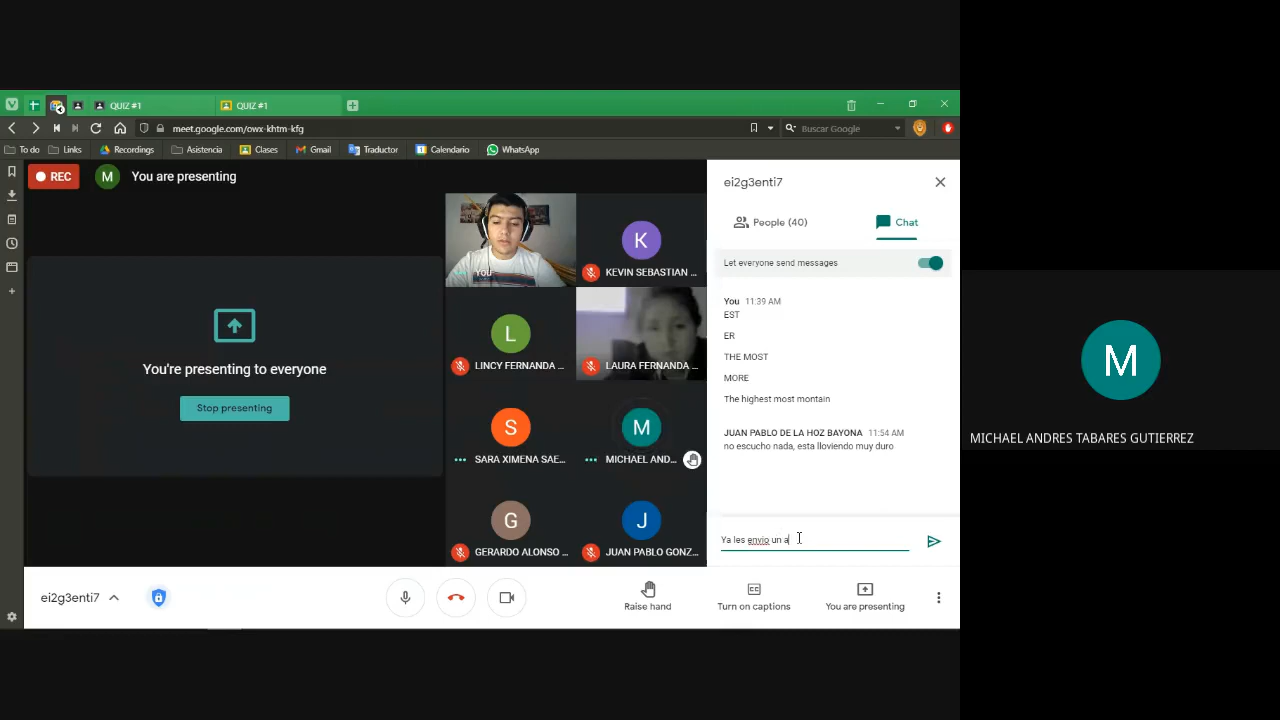 QUIZ #1
QUIZ #1
meet.google.com/owx-khtm-kfg
Buscar Google
To do
Links
Recordings
Asistencia
Clases
Gmail
Traductor
Calendario
WhatsApp
REC
M
You are presenting
You're presenting to everyone
Stop presenting
You
K
KEVIN SEBASTIAN ...
L
LINCY FERNANDA ...
LAURA FERNANDA ...
S
SARA XIMENA SAE...
M
MICHAEL AND...
G
GERARDO ALONSO ...
J
JUAN PABLO GONZ...
ei2g3enti7
People (40)
Chat
Let everyone send messages
You 11:39 AM
EST
ER
THE MOST
MORE
The highest most montain
JUAN PABLO DE LA HOZ BAYONA 11:54 AM
no escucho nada, esta lloviendo muy duro
Ya les envio un a
ei2g3enti7
Raise hand
Turn on captions
You are presenting
M
MICHAEL ANDRES TABARES GUTIERREZ